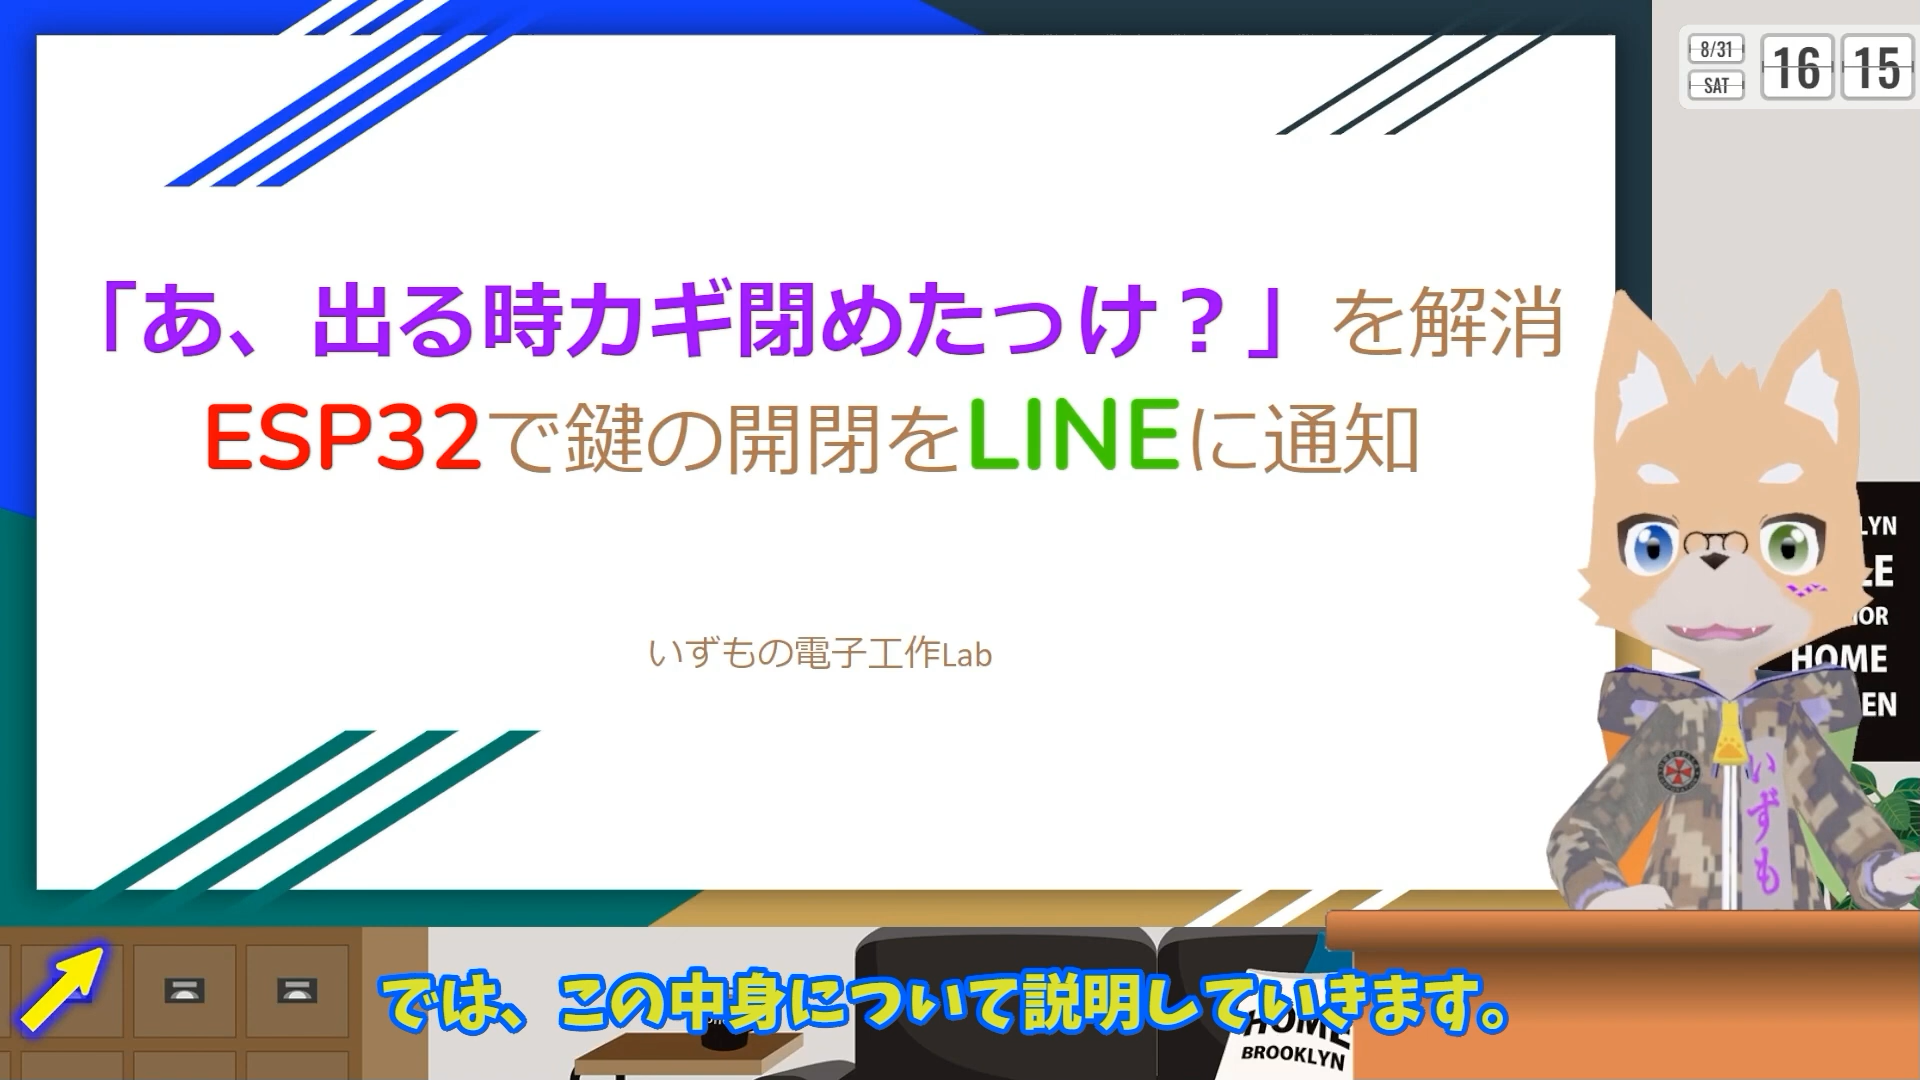 「あ、出る時カギ閉めたっけ？」を解消
ESP32で鍵の開閉をLINEに通知
いずもの電子工作Lab
8/31
SAT
16 15
LYN
LE
IOR
HOME
EN
いずも
では、この中身について説明していきます。
HOME
BROOKLYN